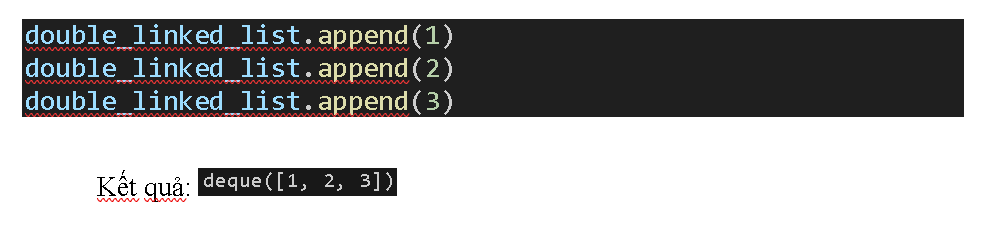 double_linked_list.append(1)
double_linked_list.append(2)
double_linked_list.append(3)
Kết quả: deque([1, 2, 3])